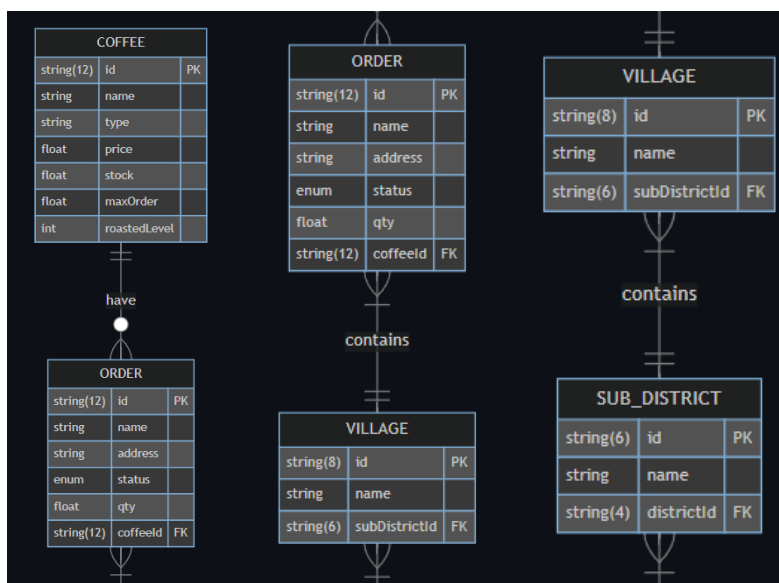 COFFEE
string(12) id PK
string name
string type
float price
float stock
float maxOrder
int roastedLevel
have
ORDER
string(12) id PK
string name
string address
enum status
float qty
string(12) coffeeId FK
ORDER
string(12) id PK
string name
string address
enum status
float qty
string(12) coffeeId FK
contains
VILLAGE
string(8) id PK
string name
string(6) subDistrictId FK
VILLAGE
string(8) id PK
string name
string(6) subDistrictId FK
contains
SUB_DISTRICT
string(6) id PK
string name
string(4) districtId FK